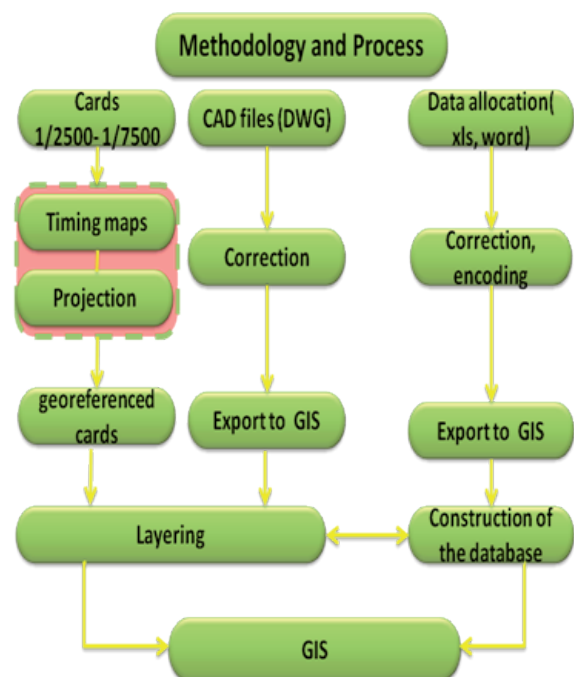 Methodology and Process
Cards
1/2500- 1/7500
CAD files (DWG)
Data allocation(
xls, word)
Timing maps
Projection
Correction
Correction,
encoding
georeferenced
cards
Export to GIS
Export to GIS
Layering
Construction of
the database
GIS